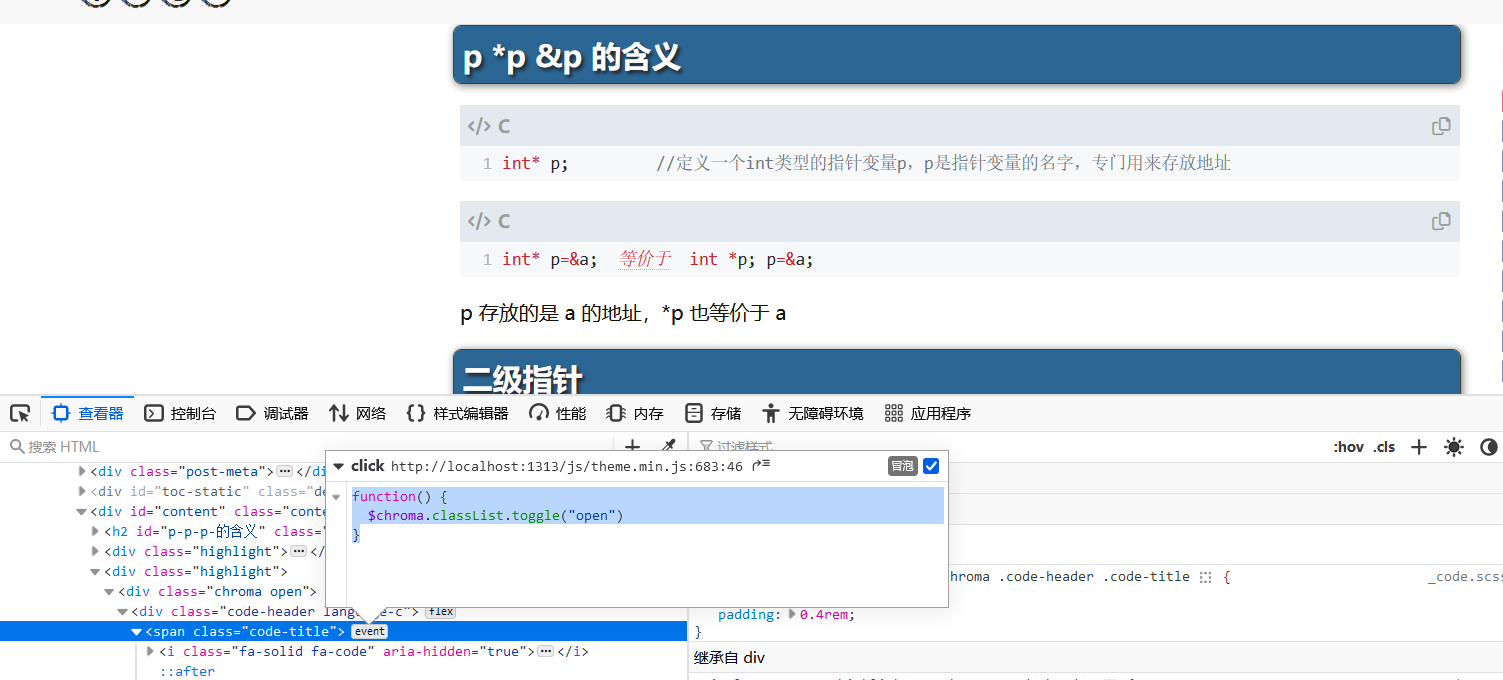 p *p &p 的含义
</> C
1 int* p; //定义一个int类型的指针变量p，p是指针变量的名字，专门用来存放地址
</> C
1 int* p=&a; 等价于 int *p; p=&a;
p 存放的是 a 的地址，*p 也等价于 a
二级指针
查看器 控制台 调试器 网络 样式编辑器 性能 内存 存储 无障碍环境 应用程序
搜索 HTML
过滤样式
:hov .cls
click http://localhost:1313/js/theme.min.js:683:46 冒泡
function() {
$chroma.classList.toggle("open")
}
<div class="post-meta"> </di
<div id="toc-static" class="de
<div id="content" class="conte
<h2 id="p-p-p-的含义" class=
<div class="highlight"> </
<div class="highlight">
<div class="chroma open">
<div class="code-header lang e-c"> flex
<span class="code-title"> event
<i class="fa-solid fa-code" aria-hidden="true"> </i>
::after
hroma .code-header .code-title { _code.scss
padding: 0.4rem;
}
继承自 div